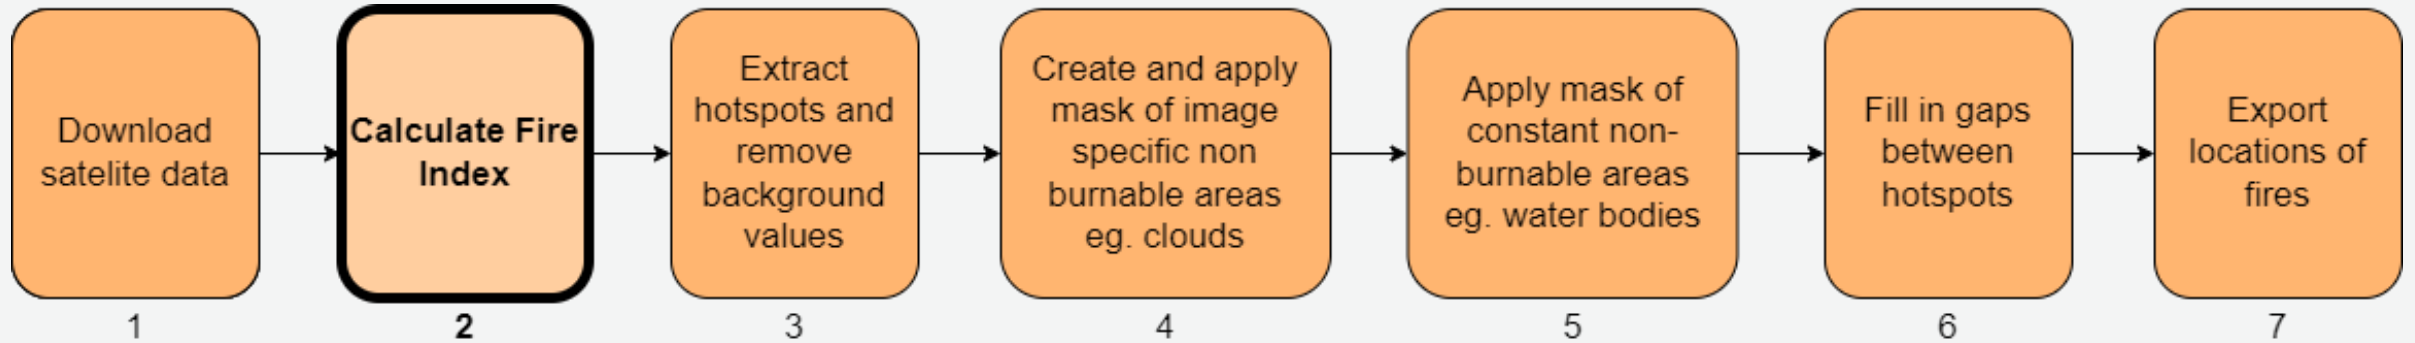 Download
satelite data
1
Calculate Fire
Index
2
Extract
hotspots and
remove
background
values
3
Create and apply
mask of image
specific non
burnable areas
eg. clouds
4
Apply mask of
constant non-
burnable areas
eg. water bodies
5
Fill in gaps
between
hotspots
6
Export
locations of
fires
7